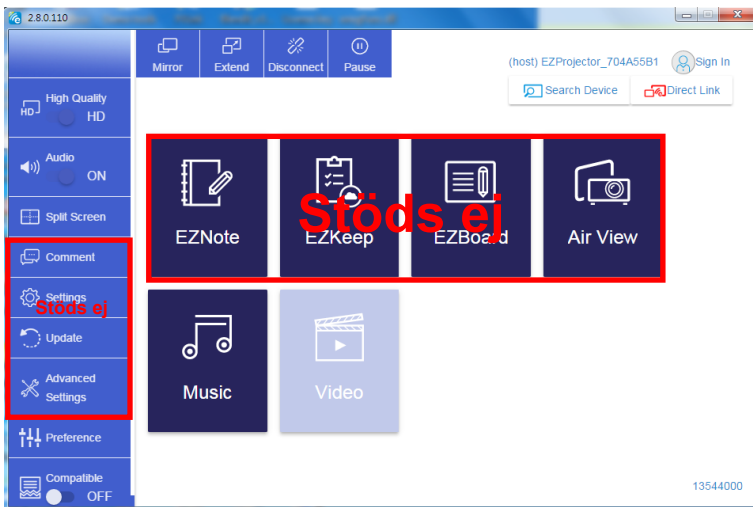 2.8.0.110
Mirror Extend Disconnect Pause
(host) EZProjector_704A55B1 Sign In
Search Device Direct Link
High Quality
HD HD
Audio
ON
Split Screen
Comment
Settings
Stöds ej
Update
Advanced
Settings
Preference
Compatible
OFF
Stöds ej
EZNote EZKeep EZBoard Air View
Music Video
13544000